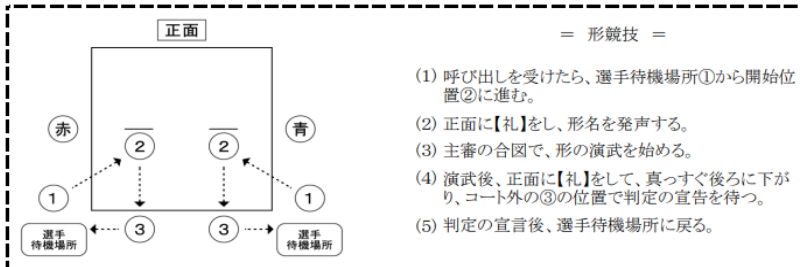 正面
赤
青
②
②
①
①
③
③
選手
待機場所
選手
待機場所
＝ 形競技 ＝
(1) 呼び出しを受けたら、選手待機場所①から開始位
置②に進む。
(2) 正面に【礼】をし、形名を発声する。
(3) 主審の合図で、形の演武を始める。
(4) 演武後、正面に【礼】をして、真っすぐ後ろに下が
り、コート外の③の位置で判定の宣告を待つ。
(5) 判定の宣言後、選手待機場所に戻る。